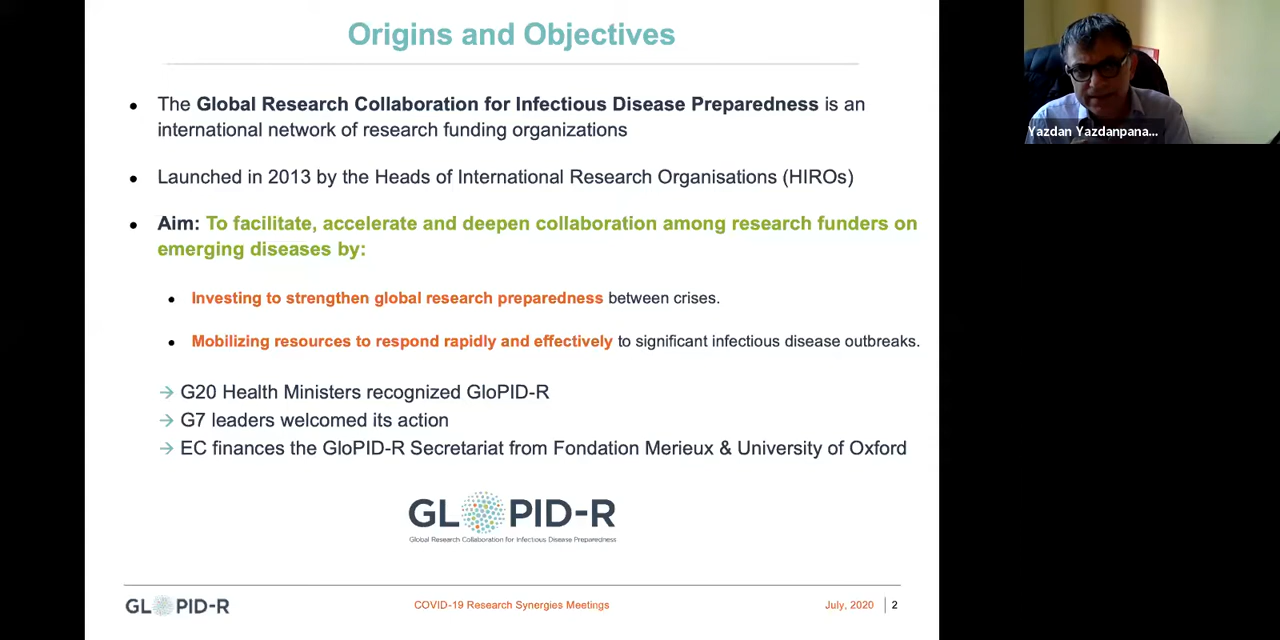 Origins and Objectives
The Global Research Collaboration for Infectious Disease Preparedness is an
international network of research funding organizations
Launched in 2013 by the Heads of International Research Organisations (HIROs)
Aim: To facilitate, accelerate and deepen collaboration among research funders on
emerging diseases by:
Investing to strengthen global research preparedness between crises.
Mobilizing resources to respond rapidly and effectively to significant infectious disease outbreaks.
→ G20 Health Ministers recognized GloPID-R
→ G7 leaders welcomed its action
→ EC finances the GloPID-R Secretariat from Fondation Merieux & University of Oxford
GLOPID-R
Global Research Collaboration for Infectious Disease Preparedness
GLOPID-R
COVID-19 Research Synergies Meetings
July, 2020 | 2
Yazdan Yazdanpana...